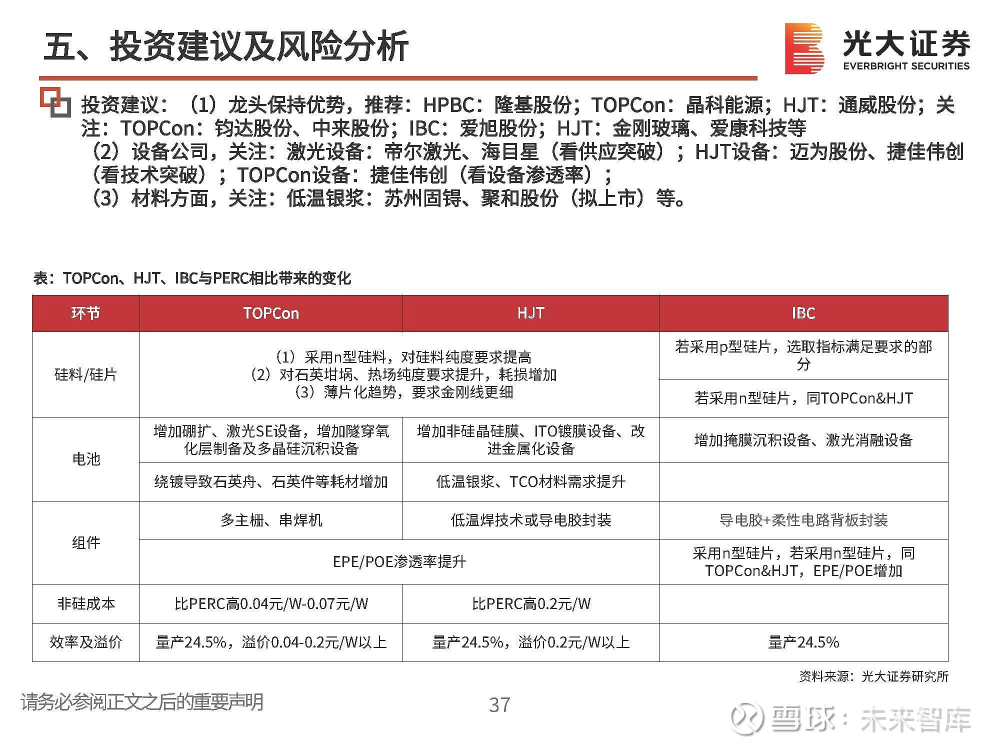 五、投资建议及风险分析
光大证券
EVERBRIGHT SECURITIES
投资建议：（1）龙头保持优势，推荐：HPBC：隆基股份；TOPCon：晶科能源；HJT：通威股份；关
注：TOPCon：钧达股份、中来股份；IBC：爱旭股份；HJT：金刚玻璃、爱康科技等
（2）设备公司，关注：激光设备：帝尔激光、海目星（看供应突破）；HJT设备：迈为股份、捷佳伟创
（看技术突破）；TOPCon设备：捷佳伟创（看设备渗透率）；
（3）材料方面，关注：低温银浆：苏州固锝、聚和股份（拟上市）等。
表：TOPCon、HJT、IBC与PERC相比带来的变化
环节 TOPCon HJT IBC
硅料/硅片
（1）采用n型硅料，对硅料纯度要求提高
（2）对石英坩埚、热场纯度要求提升，耗损增加
（3）薄片化趋势，要求金刚线更细
若采用p型硅片，选取指标满足要求的部
分
若采用n型硅片，同TOPCon&HJT
电池
增加硼扩、激光SE设备，增加隧穿氧
化层制备及多晶硅沉积设备
增加非硅晶硅膜、ITO镀膜设备、改
进金属化设备
增加掩膜沉积设备、激光消融设备
绕镀导致石英舟、石英件等耗材增加
低温银浆、TCO材料需求提升
组件
多主栅、串焊机
低温焊技术或导电胶封装
导电胶+柔性电路背板封装
EPE/POE渗透率提升
采用n型硅片，若采用n型硅片，同
TOPCon&HJT，EPE/POE增加
非硅成本 比PERC高0.04元/W-0.07元/W 比PERC高0.2元/W
效率及溢价 量产24.5%，溢价0.04-0.2元/W以上 量产24.5%，溢价0.2元/W以上 量产24.5%
资料来源：光大证券研究所
请务必参阅正文之后的重要声明
37
雪球：未来智库